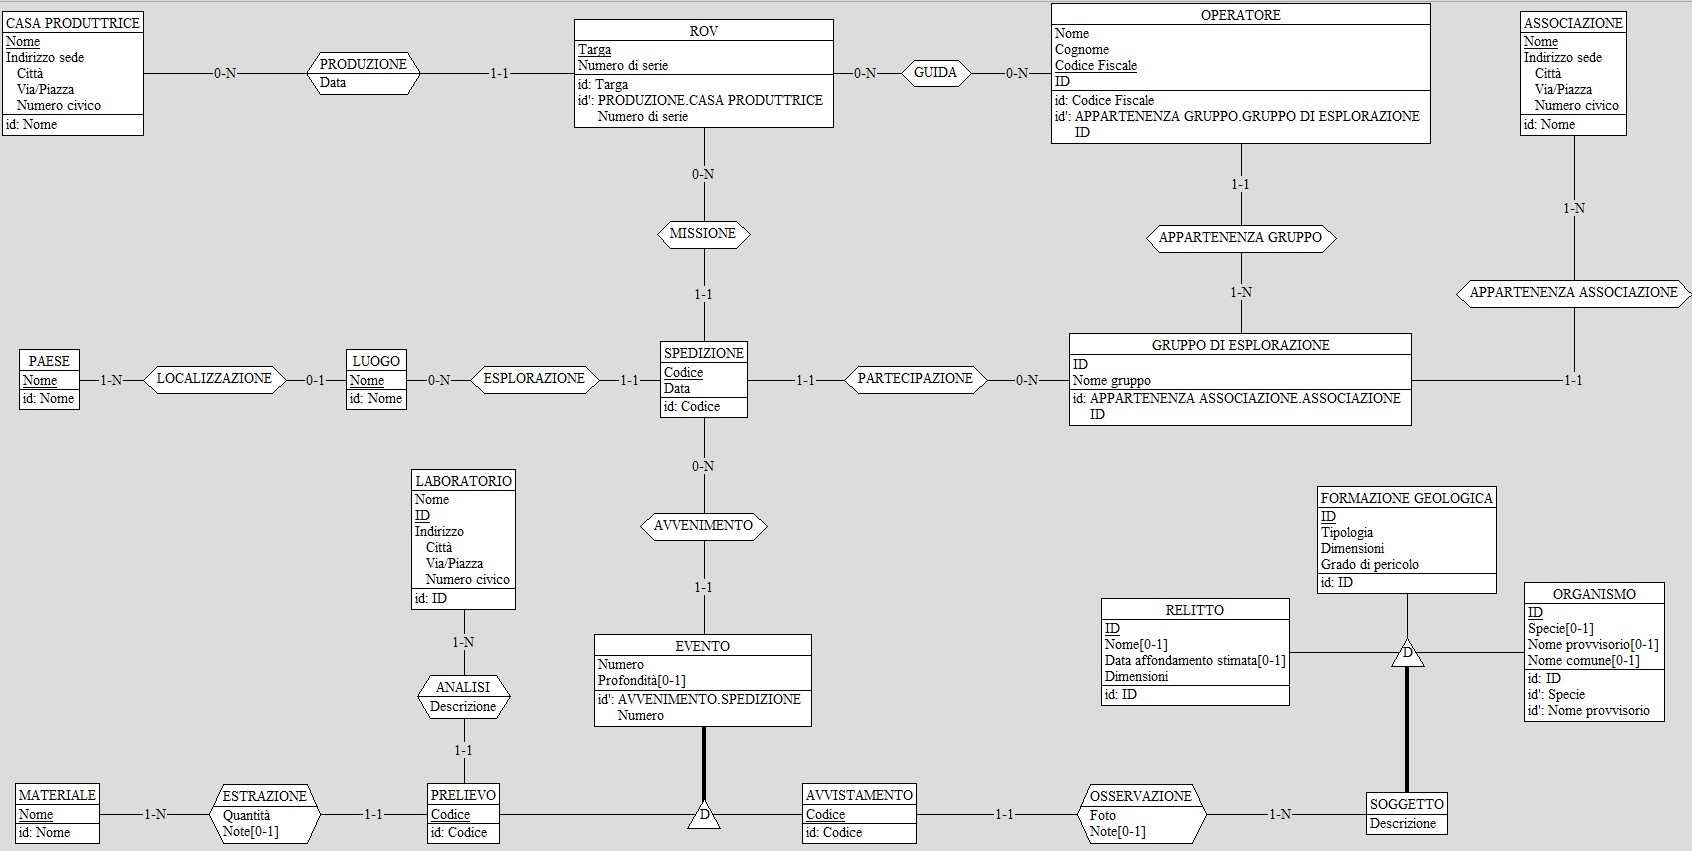 CASA PRODUTTRICE
Nome
Indirizzo sede
Città
Via/Piazza
Numero civico
id: Nome
0-N
PRODUZIONE
Data
1-1
ROV
Targa
Numero di serie
id: Targa
id': PRODUZIONE.CASA PRODUTTRICE
Numero di serie
0-N
GUIDA
0-N
OPERATORE
Nome
Cognome
Codice Fiscale
ID
id: Codice Fiscale
id': APPARTENENZA GRUPPO.GRUPPO DI ESPLORAZIONE
ID
ASSOCIAZIONE
Nome
Indirizzo sede
Città
Via/Piazza
Numero civico
id: Nome
0-N
MISSIONE
1-1
1-1
APPARTENENZA GRUPPO
1-N
1-N
APPARTENENZA ASSOCIAZIONE
1-1
PAESE
Nome
id: Nome
1-N
LOCALIZZAZIONE
0-1
LUOGO
Nome
id: Nome
0-N
ESPLORAZIONE
1-1
SPEDIZIONE
Codice
Data
id: Codice
1-1
PARTECIPAZIONE
0-N
GRUPPO DI ESPLORAZIONE
ID
Nome gruppo
id: APPARTENENZA ASSOCIAZIONE.ASSOCIAZIONE
ID
LABORATORIO
Nome
ID
Indirizzo
Città
Via/Piazza
Numero civico
id: ID
1-N
ANALISI
Descrizione
1-1
0-N
AVVENIMENTO
1-1
EVENTO
Numero
Profondità[0-1]
id': AVVENIMENTO.SPEDIZIONE
Numero
FORMAZIONE GEOLOGICA
ID
Tipologia
Dimensioni
Grado di pericolo
id: ID
RELITTO
ID
Nome[0-1]
Data affondamento stimata[0-1]
Dimensioni
id: ID
D
ORGANISMO
ID
Specie[0-1]
Nome provvisorio[0-1]
Nome comune[0-1]
id: ID
id': Specie
id': Nome provvisorio
MATERIALE
Nome
id: Nome
1-N
ESTRAZIONE
Quantità
Note[0-1]
1-1
PRELIEVO
Codice
id: Codice
D
AVVISTAMENTO
Codice
id: Codice
1-1
OSSERVAZIONE
Foto
Note[0-1]
1-N
SOGGETTO
Descrizione